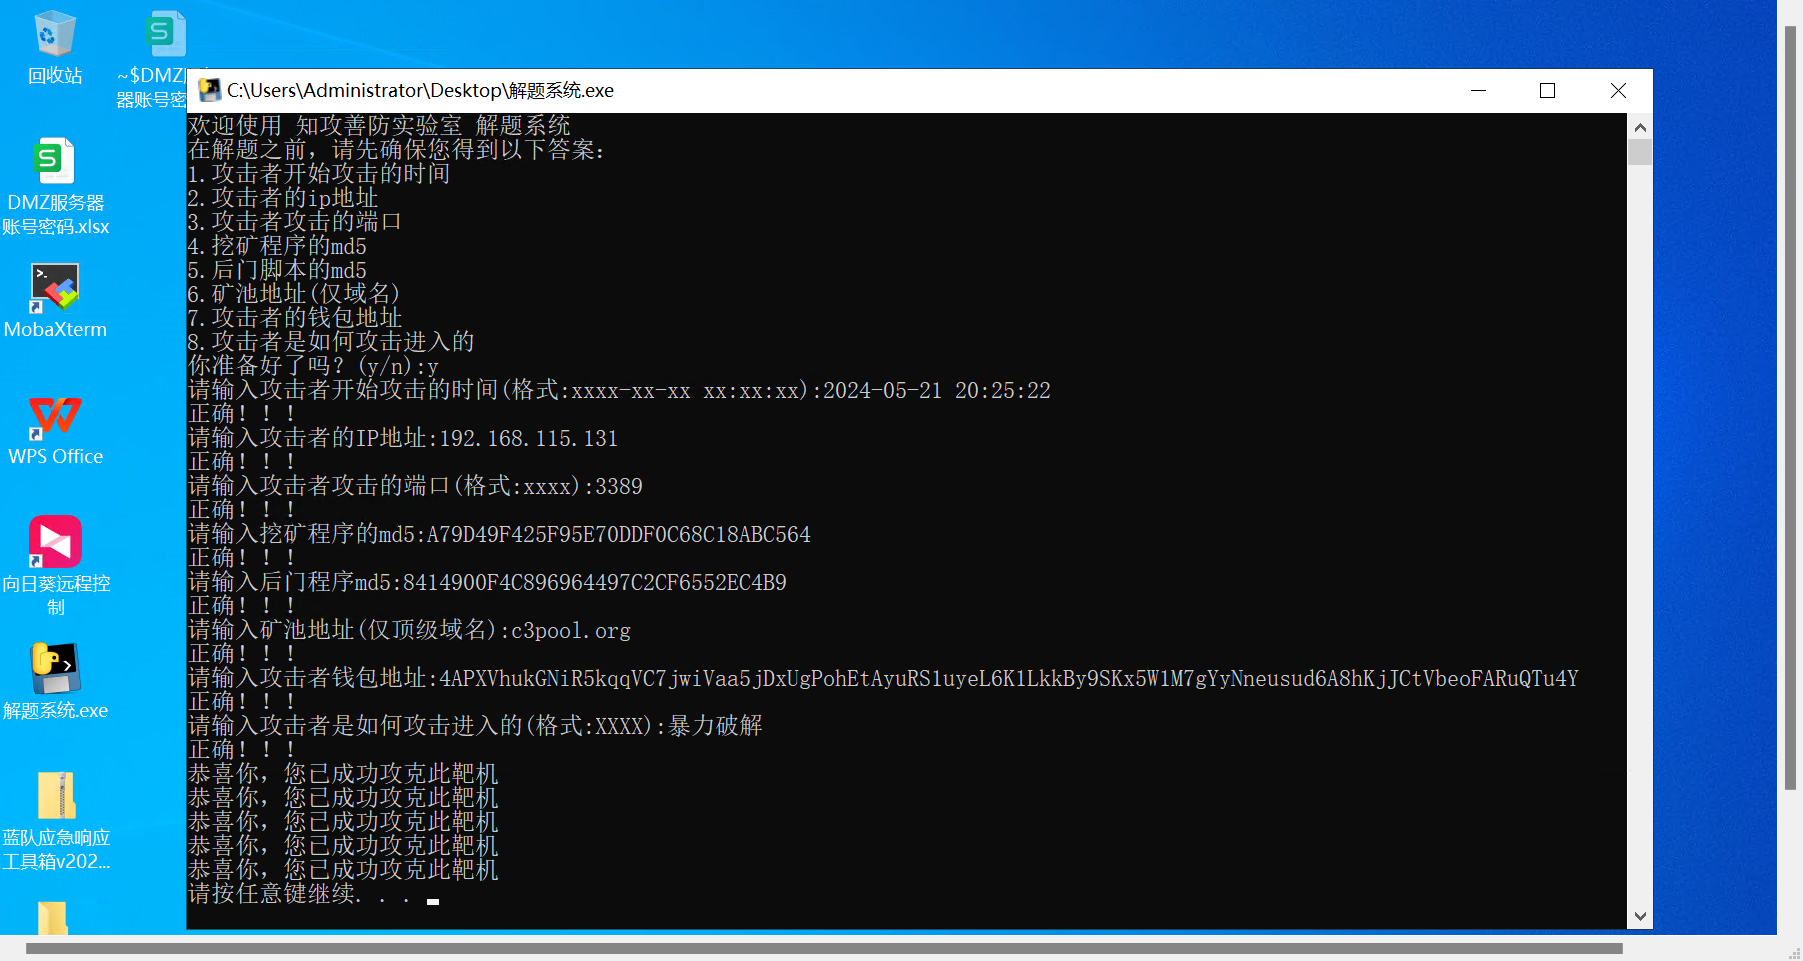 回收站
~$DMZ服
器账号密
DMZ服务器
账号密码.xlsx
MobaXterm
WPS Office
向日葵远程控
制
解题系统.exe
蓝队应急响应
工具箱v202...
C:\Users\Administrator\Desktop\解题系统.exe
欢迎使用 知攻善防实验室 解题系统
在解题之前，请先确保您得到以下答案：
1.攻击者开始攻击的时间
2.攻击者的ip地址
3.攻击者攻击的端口
4.挖矿程序的md5
5.后门脚本的md5
6.矿池地址(仅域名)
7.攻击者的钱包地址
8.攻击者是如何攻击进入的
你准备好了吗？(y/n):y
请输入攻击者开始攻击的时间(格式:xxxx-xx-xx xx:xx:xx):2024-05-21 20:25:22
正确！！！
请输入攻击者的IP地址:192.168.115.131
正确！！！
请输入攻击者攻击的端口(格式:xxxx):3389
正确！！！
请输入挖矿程序的md5:A79D49F425F95E70DDF0C68C18ABC564
正确！！！
请输入后门程序md5:8414900F4C896964497C2CF6552EC4B9
正确！！！
请输入矿池地址(仅顶级域名):c3pool.org
正确！！！
请输入攻击者钱包地址:4APXVhukGNiR5kqqVC7jwiVaa5jDxUgPohEtAyuRS1uyeL6K1LkkBy9SKx5W1M7gYyNneusud6A8hKjJCtVbeoFARuQTu4Y
正确！！！
请输入攻击者是如何攻击进入的(格式:XXXX):暴力破解
正确！！！
恭喜你，您已成功攻克此靶机
恭喜你，您已成功攻克此靶机
恭喜你，您已成功攻克此靶机
恭喜你，您已成功攻克此靶机
恭喜你，您已成功攻克此靶机
请按任意键继续. . .